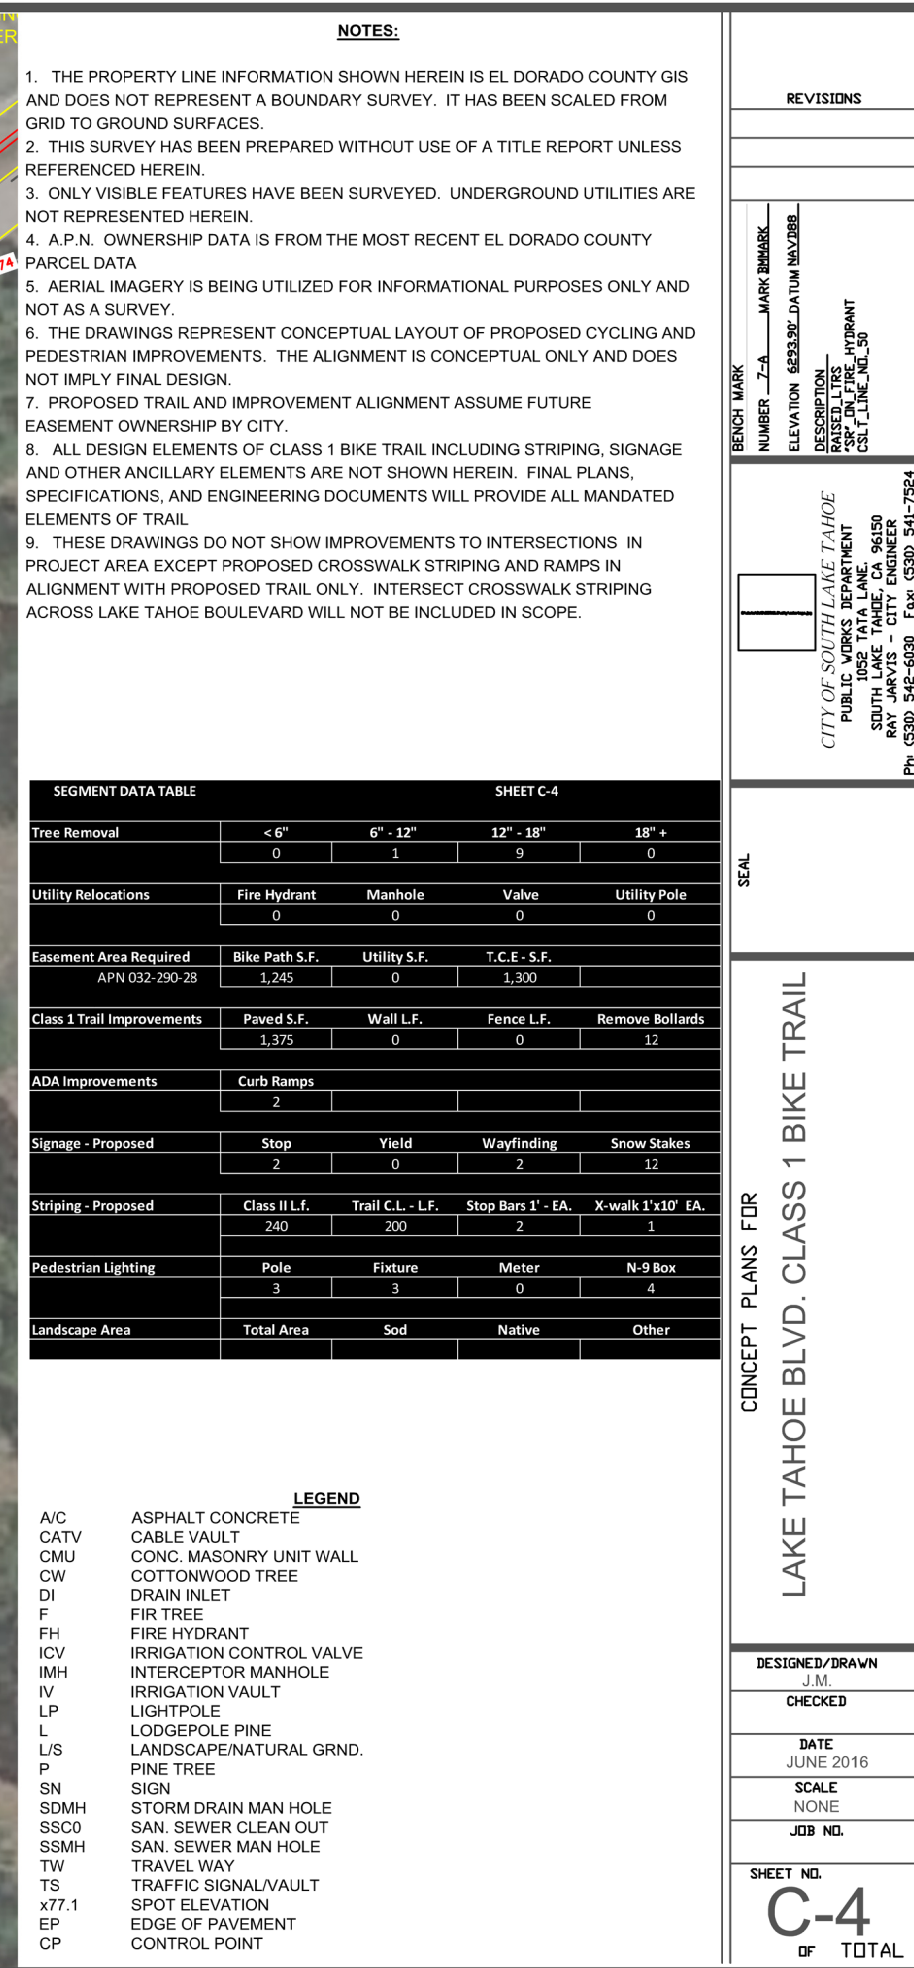 IN
ER
74
NOTES:
1. THE PROPERTY LINE INFORMATION SHOWN HEREIN IS EL DORADO COUNTY GIS
AND DOES NOT REPRESENT A BOUNDARY SURVEY. IT HAS BEEN SCALED FROM
GRID TO GROUND SURFACES.
2. THIS SURVEY HAS BEEN PREPARED WITHOUT USE OF A TITLE REPORT UNLESS
REFERENCED HEREIN.
3. ONLY VISIBLE FEATURES HAVE BEEN SURVEYED. UNDERGROUND UTILITIES ARE
NOT REPRESENTED HEREIN.
4. A.P.N. OWNERSHIP DATA IS FROM THE MOST RECENT EL DORADO COUNTY
PARCEL DATA
5. AERIAL IMAGERY IS BEING UTILIZED FOR INFORMATIONAL PURPOSES ONLY AND
NOT AS A SURVEY.
6. THE DRAWINGS REPRESENT CONCEPTUAL LAYOUT OF PROPOSED CYCLING AND
PEDESTRIAN IMPROVEMENTS. THE ALIGNMENT IS CONCEPTUAL ONLY AND DOES
NOT IMPLY FINAL DESIGN.
7. PROPOSED TRAIL AND IMPROVEMENT ALIGNMENT ASSUME FUTURE
EASEMENT OWNERSHIP BY CITY.
8. ALL DESIGN ELEMENTS OF CLASS 1 BIKE TRAIL INCLUDING STRIPING, SIGNAGE
AND OTHER ANCILLARY ELEMENTS ARE NOT SHOWN HEREIN. FINAL PLANS,
SPECIFICATIONS, AND ENGINEERING DOCUMENTS WILL PROVIDE ALL MANDATED
ELEMENTS OF TRAIL
9. THESE DRAWINGS DO NOT SHOW IMPROVEMENTS TO INTERSECTIONS IN
PROJECT AREA EXCEPT PROPOSED CROSSWALK STRIPING AND RAMPS IN
ALIGNMENT WITH PROPOSED TRAIL ONLY. INTERSECT CROSSWALK STRIPING
ACROSS LAKE TAHOE BOULEVARD WILL NOT BE INCLUDED IN SCOPE.
SEGMENT DATA TABLE SHEET C-4
Tree Removal < 6" 6" - 12" 12" - 18" 18" +
0 1 9 0
Utility Relocations Fire Hydrant Manhole Valve Utility Pole
0 0 0 0
Easement Area Required Bike Path S.F. Utility S.F. T.C.E - S.F.
APN 032-290-28 1,245 0 1,300
Class 1 Trail Improvements Paved S.F. Wall L.F. Fence L.F. Remove Bollards
1,375 0 0 12
ADA Improvements Curb Ramps
2
Signage - Proposed Stop Yield Wayfinding Snow Stakes
2 0 2 12
Striping - Proposed Class II L.f. Trail C.L. - L.F. Stop Bars 1' - EA. X-walk 1'x10' EA.
240 200 2 1
Pedestrian Lighting Pole Fixture Meter N-9 Box
3 3 0 4
Landscape Area Total Area Sod Native Other
LEGEND
A/C ASPHALT CONCRETE
CATV CABLE VAULT
CMU CONC. MASONRY UNIT WALL
CW COTTONWOOD TREE
DI DRAIN INLET
F FIR TREE
FH FIRE HYDRANT
ICV IRRIGATION CONTROL VALVE
IMH INTERCEPTOR MANHOLE
IV IRRIGATION VAULT
LP LIGHTPOLE
L LODGEPOLE PINE
L/S LANDSCAPE/NATURAL GRND.
P PINE TREE
SN SIGN
SDMH STORM DRAIN MAN HOLE
SSC0 SAN. SEWER CLEAN OUT
SSMH SAN. SEWER MAN HOLE
TW TRAVEL WAY
TS TRAFFIC SIGNAL/VAULT
x77.1 SPOT ELEVATION
EP EDGE OF PAVEMENT
CP CONTROL POINT
REVISIONS
BENCH MARK
NUMBER 7-A MARK BMMARK
ELEVATION 6293.90' DATUM NAVD88
DESCRIPTION
RAISED_LTRS
"SR"_ON_FIRE_HYDRANT
CSLT_LINE_NO._50
CITY OF SOUTH LAKE TAHOE
PUBLIC WORKS DEPARTMENT
1052 TATA LANE.
SOUTH LAKE TAHOE, CA 96150
RAY JARVIS - CITY ENGINEER
Ph: (530) 542-6030 Fax: (530) 541-7524
SEAL
CONCEPT PLANS FOR
LAKE TAHOE BLVD. CLASS 1 BIKE TRAIL
DESIGNED/DRAWN
J.M.
CHECKED
DATE
JUNE 2016
SCALE
NONE
JOB NO.
SHEET NO.
C-4
OF TOTAL